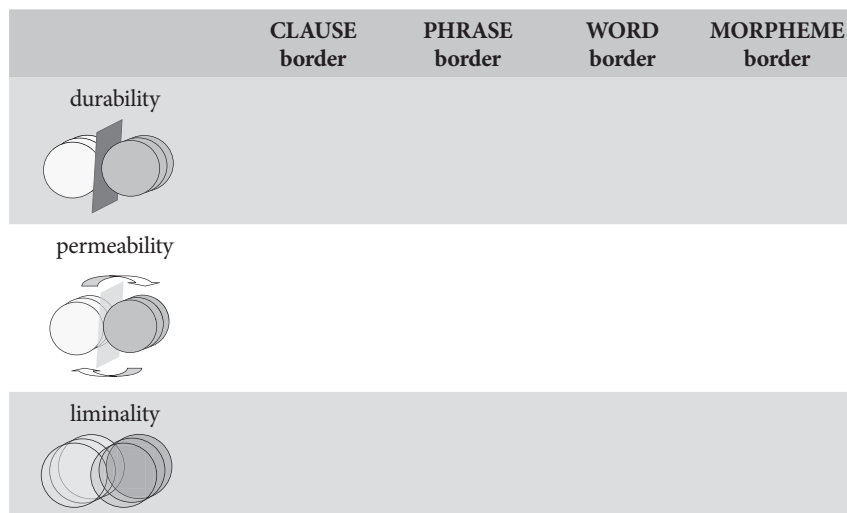 CLAUSE PHRASE WORD MORPHEME
border border border border
durability
permeability
liminality